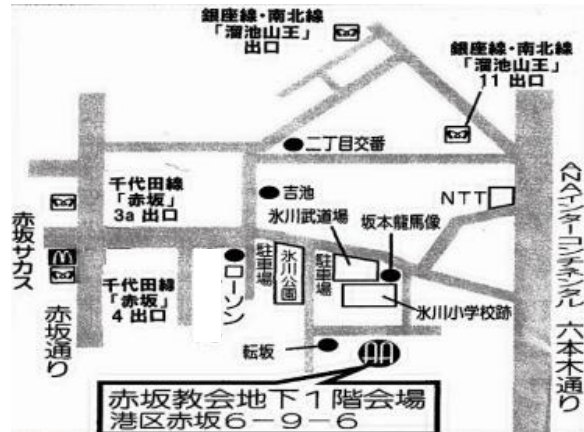 銀座線・南北線
「溜池山王」
出口
銀座線・南北線
「溜池山王」
11 出口
二丁目交番
千代田線
「赤坂」
3a 出口
吉池
NTT
氷川武道場
坂本龍馬像
赤坂サカス
千代田線
「赤坂」
4 出口
ローソン
駐車場
氷川公園
駐車場
氷川小学校跡
赤坂通り
転坂
ANAインターコンチネンタル
六本木通り
赤坂教会地下1階会場
港区赤坂6-9-6